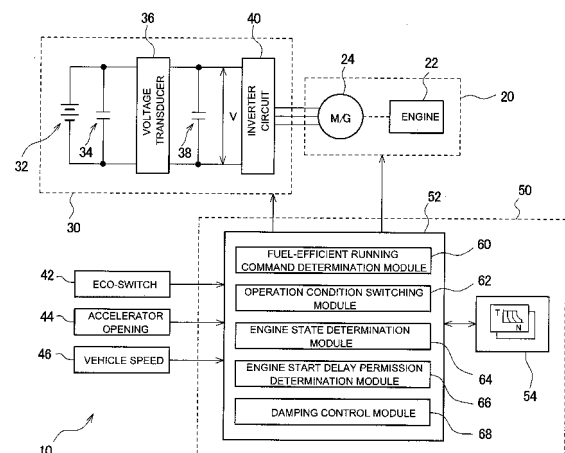 36
40
24
22
20
VOLTAGE
TRANSDUCER
V
INVERTER
CIRCUIT
M/G
ENGINE
32
34
38
30
52
50
42
ECO-SWITCH
44
ACCELERATOR
OPENING
46
VEHICLE SPEED
FUEL-EFFICIENT RUNNING
COMMAND DETERMINATION MODULE
60
OPERATION CONDITION SWITCHING
MODULE
62
ENGINE STATE DETERMINATION
MODULE
64
ENGINE START DELAY PERMISSION
DETERMINATION MODULE
66
DAMPING CONTROL MODULE
68
T
N
54
10